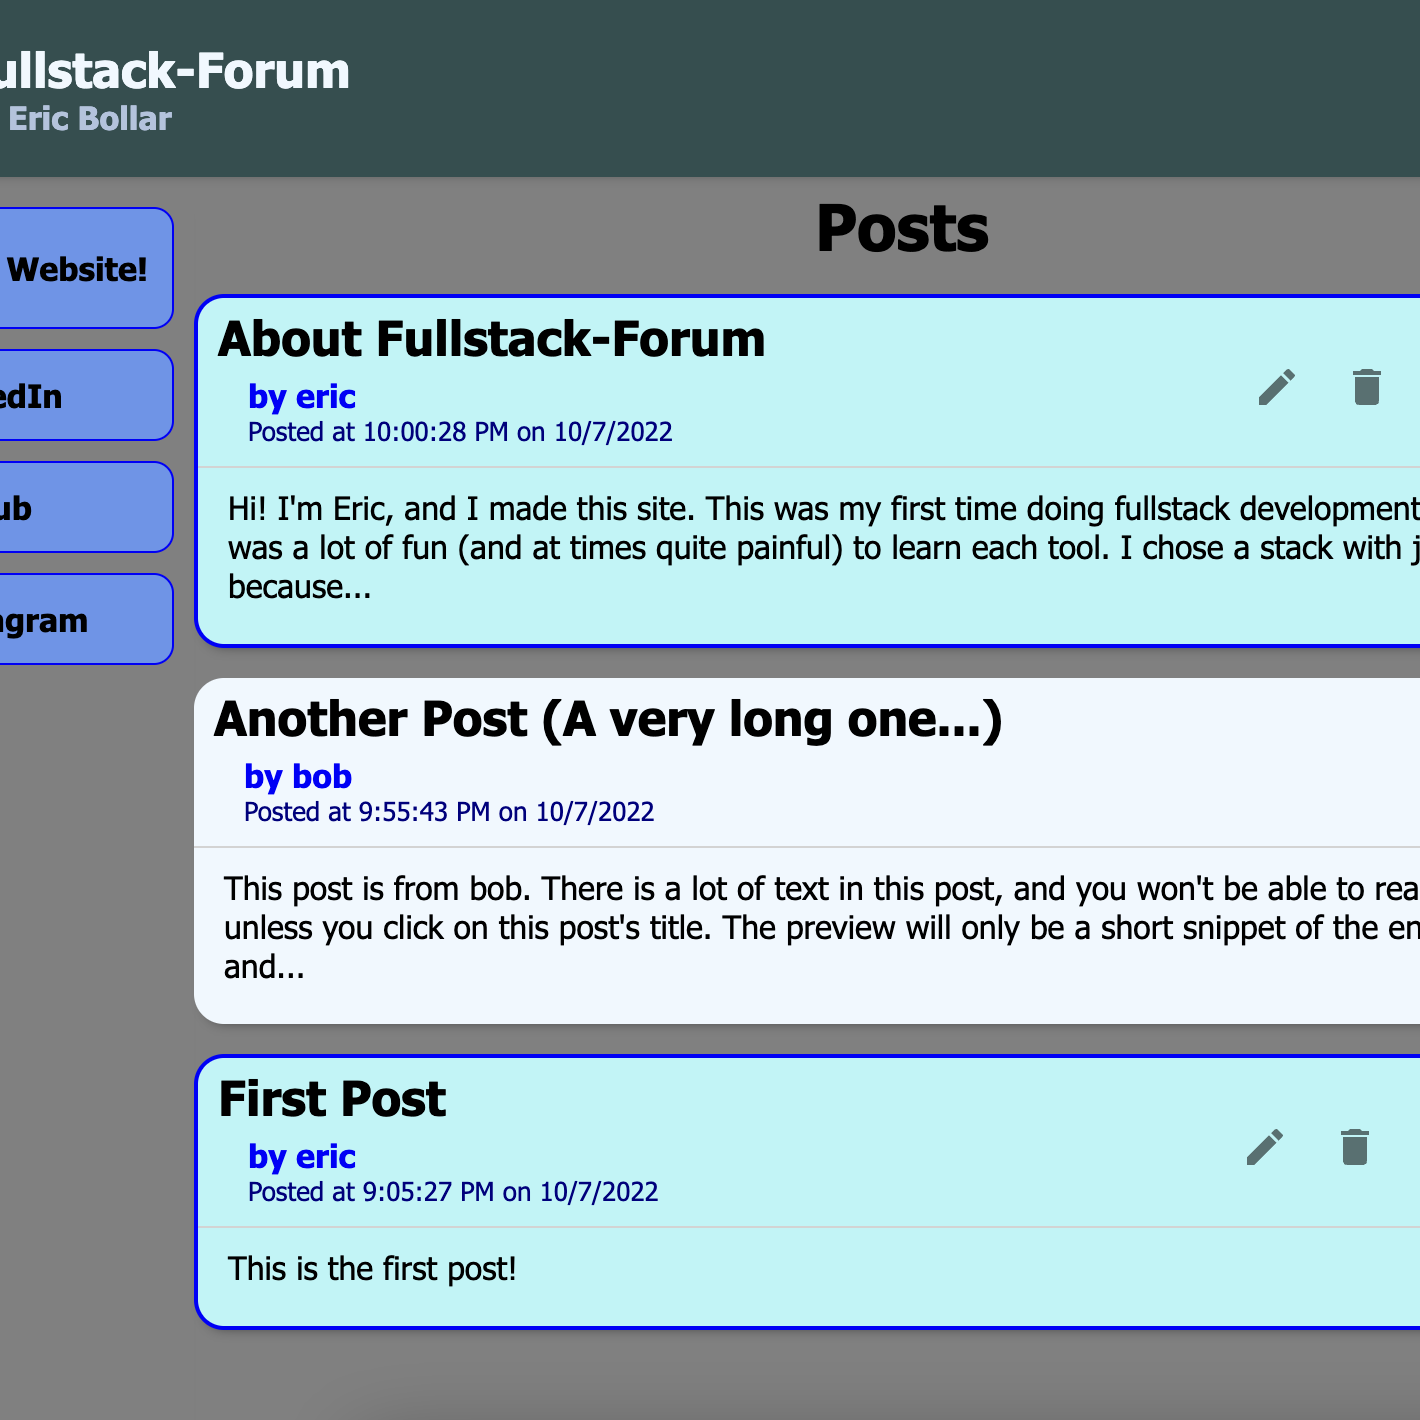 ullstack-Forum
Eric Bollar
Website!
edIn
ub
agram
Posts
About Fullstack-Forum
by eric
Posted at 10:00:28 PM on 10/7/2022
Hi! I'm Eric, and I made this site. This was my first time doing fullstack development
was a lot of fun (and at times quite painful) to learn each tool. I chose a stack with j
because...
Another Post (A very long one...)
by bob
Posted at 9:55:43 PM on 10/7/2022
This post is from bob. There is a lot of text in this post, and you won't be able to rea
unless you click on this post's title. The preview will only be a short snippet of the en
and...
First Post
by eric
Posted at 9:05:27 PM on 10/7/2022
This is the first post!